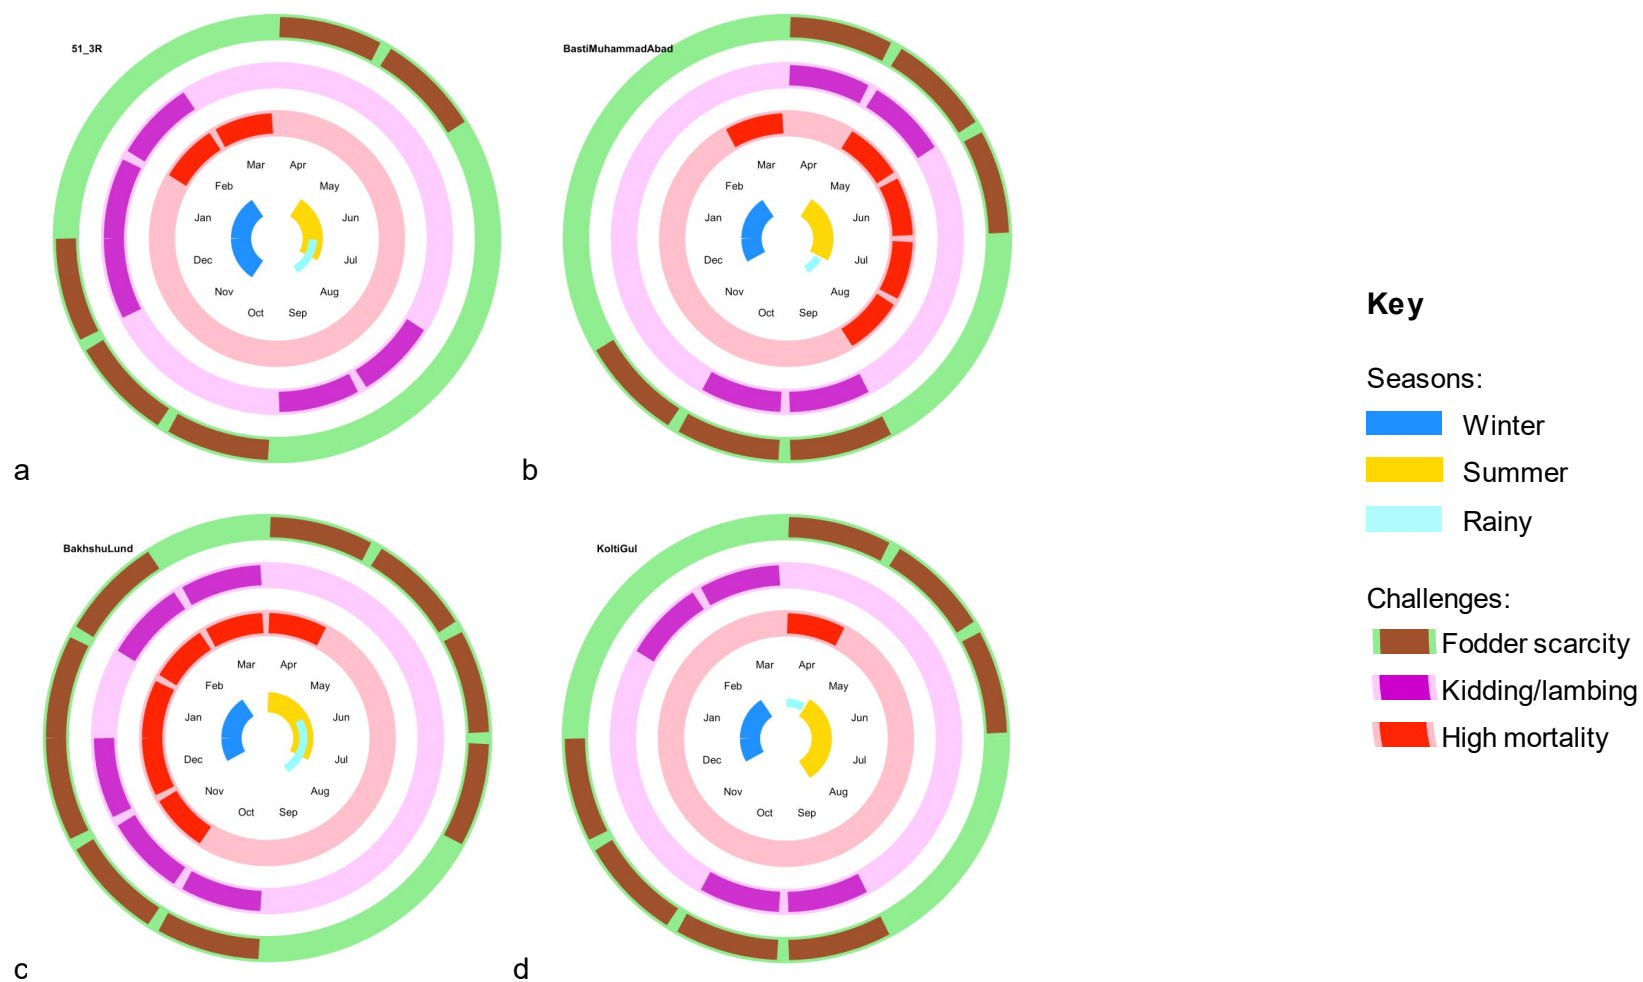 51_3R
Mar Apr
Feb May
Jan Jun
Dec Jul
Nov Aug
Oct Sep
a
BastiMuhammadAbad
Mar Apr
Feb May
Jan Jun
Dec Jul
Nov Aug
Oct Sep
b
BakhshuLund
Mar Apr
Feb May
Jan Jun
Dec Jul
Nov Aug
Oct Sep
c
KoltiGul
Mar Apr
Feb May
Jan Jun
Dec Jul
Nov Aug
Oct Sep
d
Key
Seasons:
Winter
Summer
Rainy
Challenges:
Fodder scarcity
Kidding/lambing
High mortality